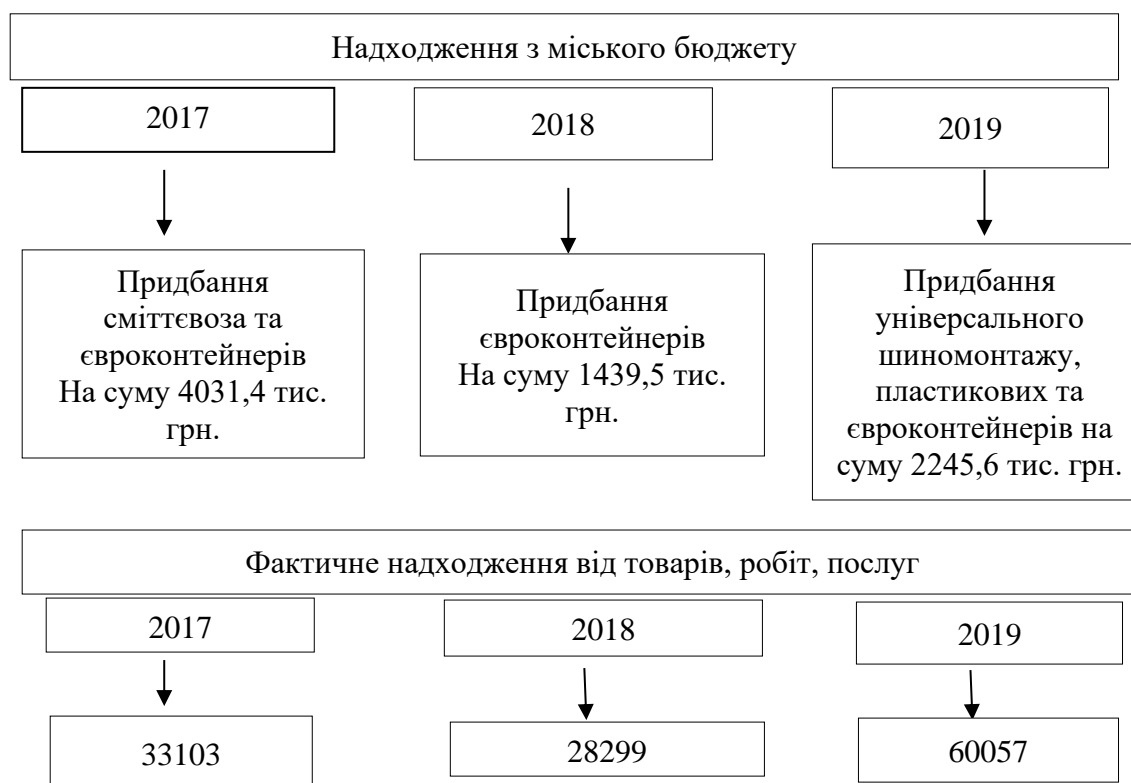 Надходження з міського бюджету
2017
2018
2019
Придбання
сміттєвоза та
євроконтейнерів
На суму 4031,4 тис.
грн.
Придбання
євроконтейнерів
На суму 1439,5 тис.
грн.
Придбання
універсального
шиномонтажу,
пластикових та
євроконтейнерів на
суму 2245,6 тис. грн.
Фактичне надходження від товарів, робіт, послуг
2017
2018
2019
33103
28299
60057